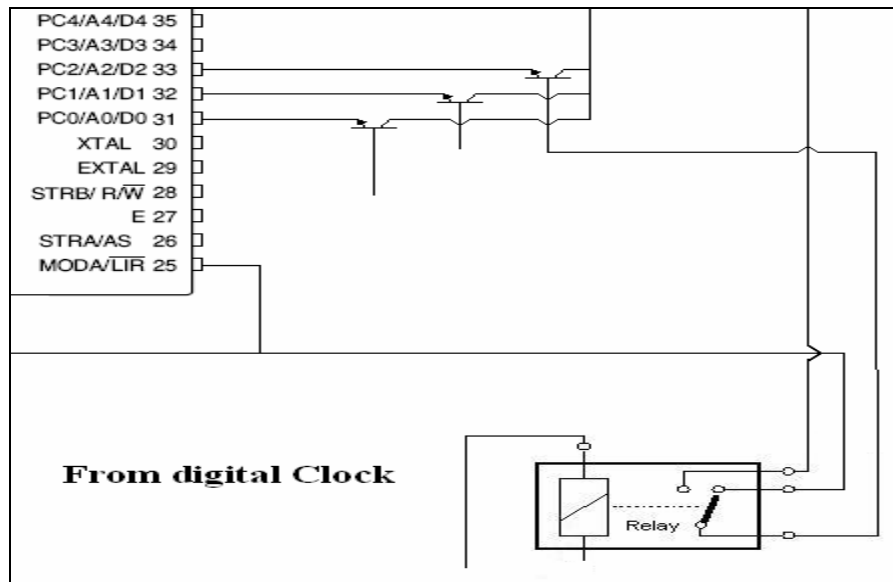 PC4/A4/D4 35
PC3/A3/D3 34
PC2/A2/D2 33
PC1/A1/D1 32
PC0/A0/D0 31
XTAL 30
EXTAL 29
STRB/ R/W̅ 28
E 27
STRA/AS 26
MODA/L̅I̅R̅ 25
From digital Clock
Relay